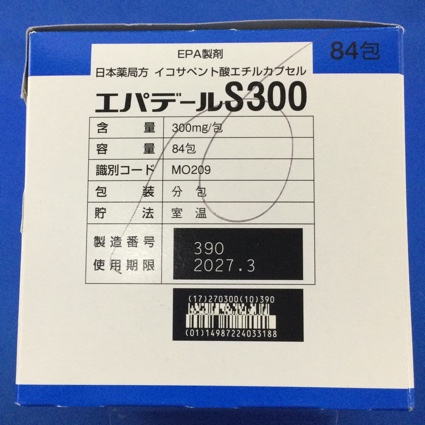 84包
EPA製剤
日本薬局方 イコサペント酸エチルカプセル
エパデールS300
含量 300mg/包
容量 84包
識別コード MO209
包装 分包
貯法 室温
製造番号 390
使用期限 2027.3
(17)270300(10)390
(01)14987224033188